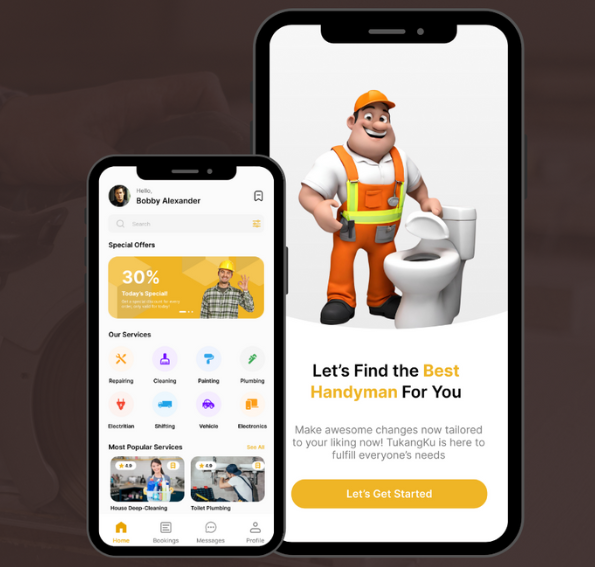 Hello,
Bobby Alexander
Search
Special Offers
30%
Today's Special!
Our Services
Repairing
Cleaning
Painting
Plumbing
Electritian
Shifting
Vehicle
Electronics
Most Popular Services
See All
4.9
4.9
House Deep-Cleaning
Toilet Plumbing
Home
Bookings
Messages
Profile
Let's Find the Best
Handyman For You
Make awesome changes now tailored
to your liking now! TukangKu is here to
fulfill everyone's needs
Let's Get Started